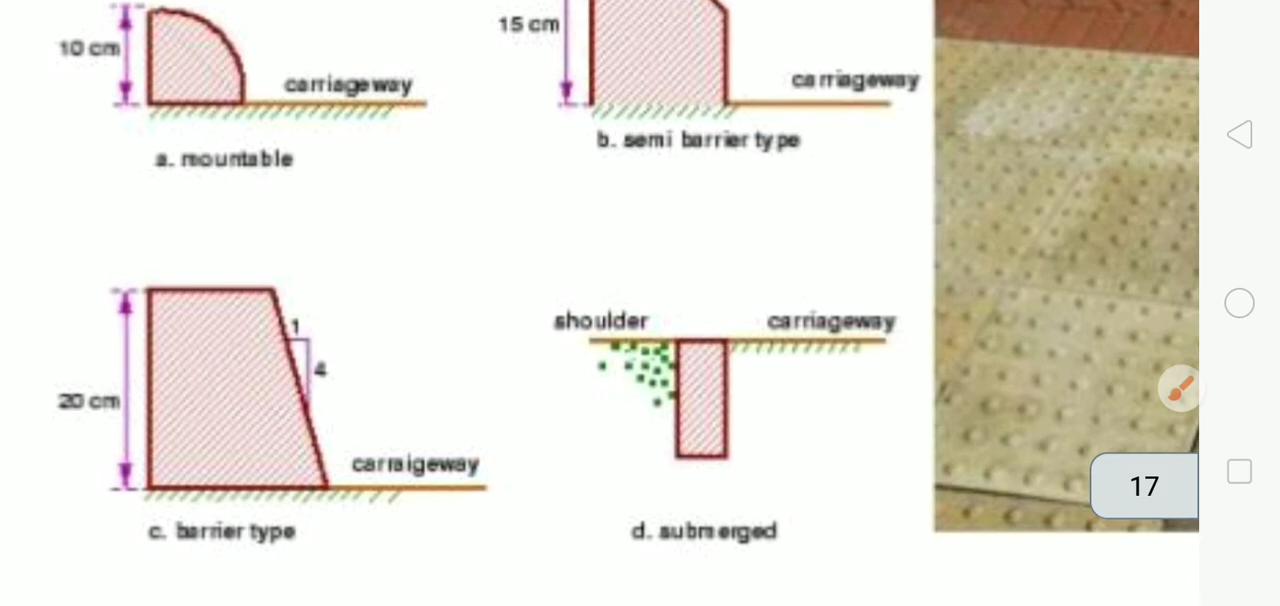 10 cm
carriageway
a. mountable
15 cm
carriageway
b. semi barrier type
20 cm
1
4
carraigeway
c. barrier type
shoulder
carriageway
d. submerged
17